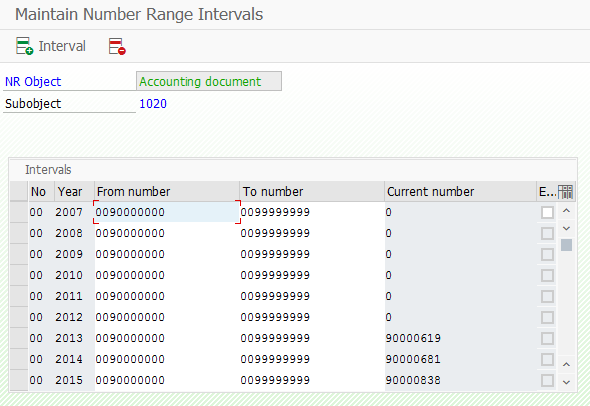 Maintain Number Range Intervals
Interval
NR Object Accounting document
Subobject 1020
Intervals
No Year From number To number Current number E...
00 2007 0090000000 0099999999 0
00 2008 0090000000 0099999999 0
00 2009 0090000000 0099999999 0
00 2010 0090000000 0099999999 0
00 2011 0090000000 0099999999 0
00 2012 0090000000 0099999999 0
00 2013 0090000000 0099999999 90000619
00 2014 0090000000 0099999999 90000681
00 2015 0090000000 0099999999 90000838